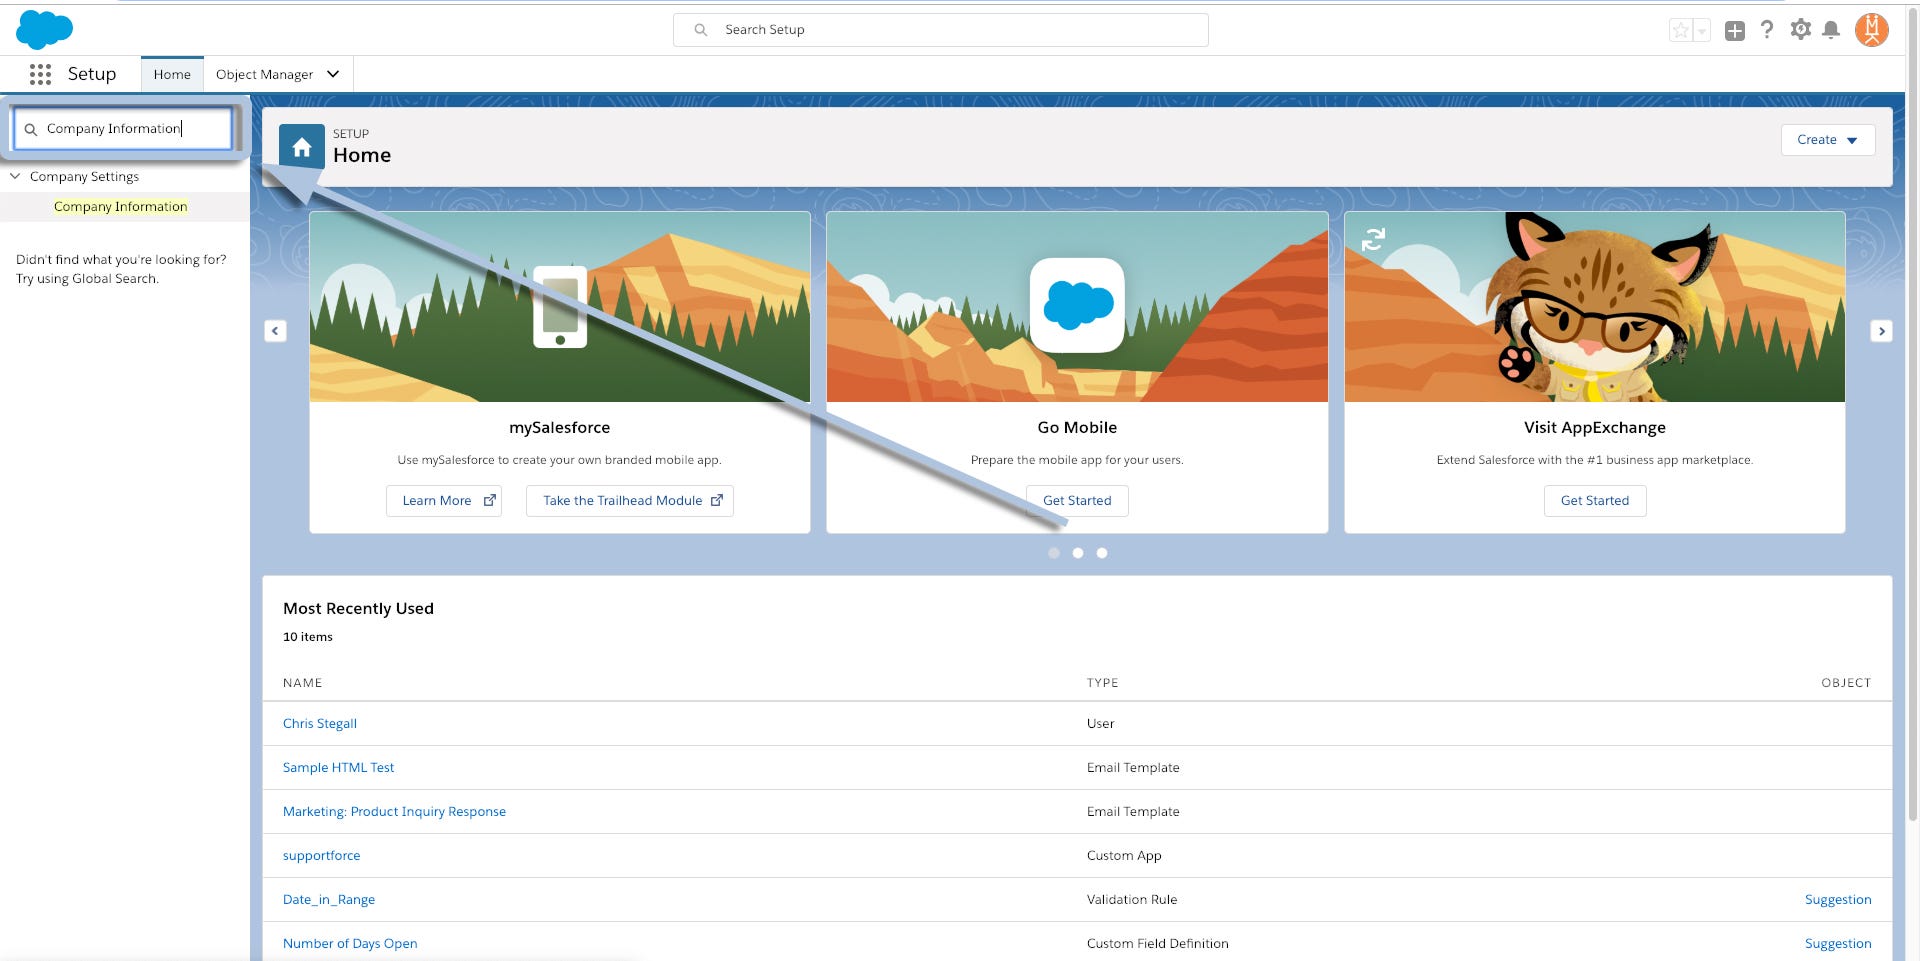 Search Setup
Setup
Home
Object Manager
Company Information
Company Settings
Company Information
Didn't find what you're looking for?
Try using Global Search.
SETUP
Home
Create
mySalesforce
Use mySalesforce to create your own branded mobile app.
Learn More
Take the Trailhead Module
Go Mobile
Prepare the mobile app for your users.
Get Started
Visit AppExchange
Extend Salesforce with the #1 business app marketplace.
Get Started
Most Recently Used
10 items
NAME TYPE OBJECT
Chris Stegall User
Sample HTML Test Email Template
Marketing: Product Inquiry Response Email Template
supportforce Custom App
Date_in_Range Validation Rule Suggestion
Number of Days Open Custom Field Definition Suggestion